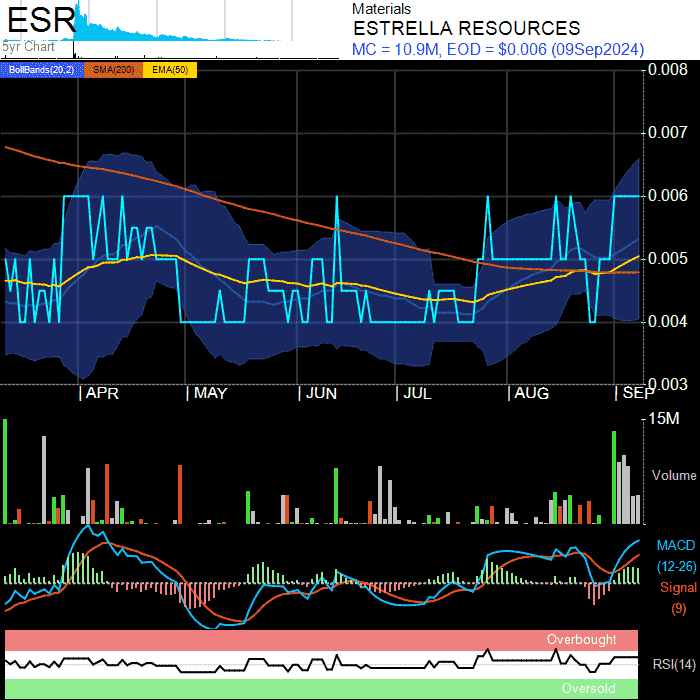 ESR
5yr Chart
Materials
ESTRELLA RESOURCES
MC = 10.9M, EOD = $0.006 (09Sep2024)
BollBands(20,2) SMA(200) EMA(50)
0.008
0.007
0.006
0.005
0.004
0.003
| APR | MAY | JUN | JUL | AUG | SEP
15M
Volume
MACD
(12-26)
Signal
(9)
Overbought
RSI(14)
Oversold